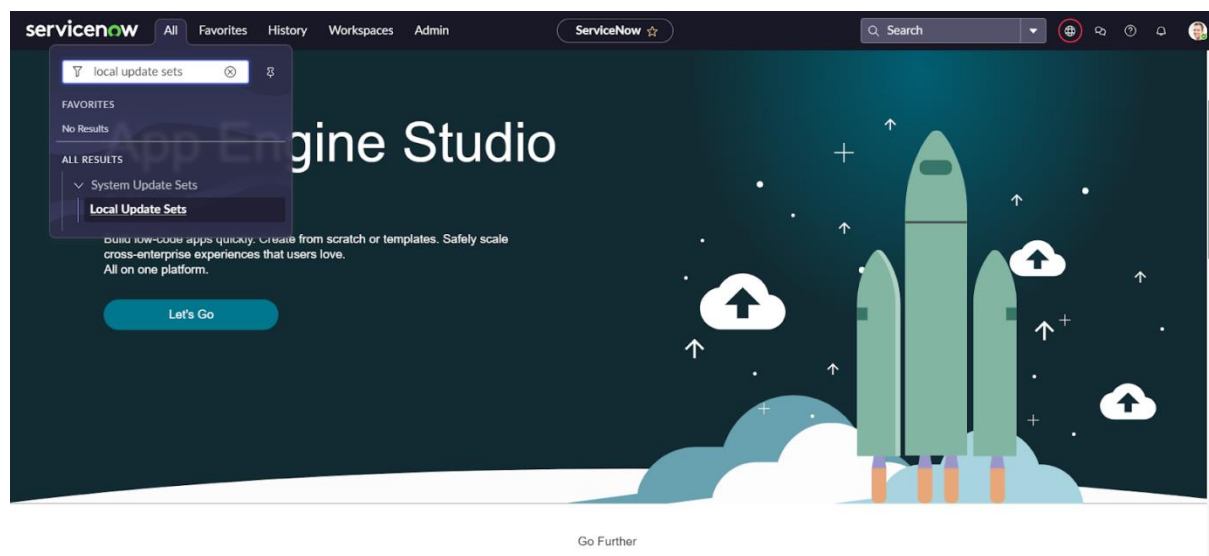 servicenow All Favorites History Workspaces Admin ServiceNow Search
local update sets
FAVORITES
No Results
App Engine Studio
ALL RESULTS
System Update Sets
Local Update Sets
Build low-code apps quickly. Create from scratch or templates. Safely scale
cross-enterprise experiences that users love.
All on one platform.
Let's Go
Go Further